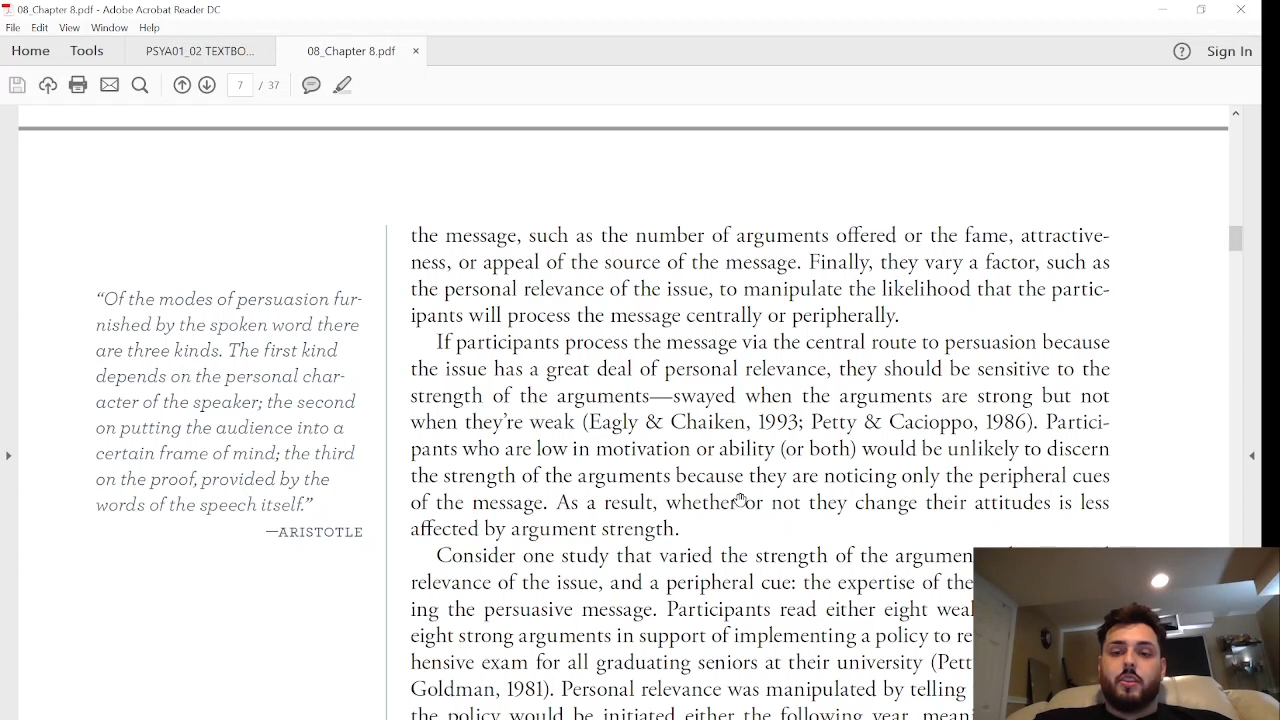 08_Chapter 8.pdf - Adobe Acrobat Reader DC
File Edit View Window Help
Home Tools PSYA01_02 TEXTBO... 08_Chapter 8.pdf × ? Sign In
7 / 37
the message, such as the number of arguments offered or the fame, attractive-
ness, or appeal of the source of the message. Finally, they vary a factor, such as
the personal relevance of the issue, to manipulate the likelihood that the partic-
ipants will process the message centrally or peripherally.
If participants process the message via the central route to persuasion because
the issue has a great deal of personal relevance, they should be sensitive to the
strength of the arguments—swayed when the arguments are strong but not
when they're weak (Eagly & Chaiken, 1993; Petty & Cacioppo, 1986). Partici-
pants who are low in motivation or ability (or both) would be unlikely to discern
the strength of the arguments because they are noticing only the peripheral cues
of the message. As a result, whether or not they change their attitudes is less
affected by argument strength.
Consider one study that varied the strength of the argumen
relevance of the issue, and a peripheral cue: the expertise of the
ing the persuasive message. Participants read either eight weak
eight strong arguments in support of implementing a policy to re
hensive exam for all graduating seniors at their university (Pett
Goldman, 1981). Personal relevance was manipulated by telling
the policy would be initiated either the following year, mean
“Of the modes of persuasion fur-
nished by the spoken word there
are three kinds. The first kind
depends on the personal char-
acter of the speaker; the second
on putting the audience into a
certain frame of mind; the third
on the proof, provided by the
words of the speech itself.”
—ARISTOTLE